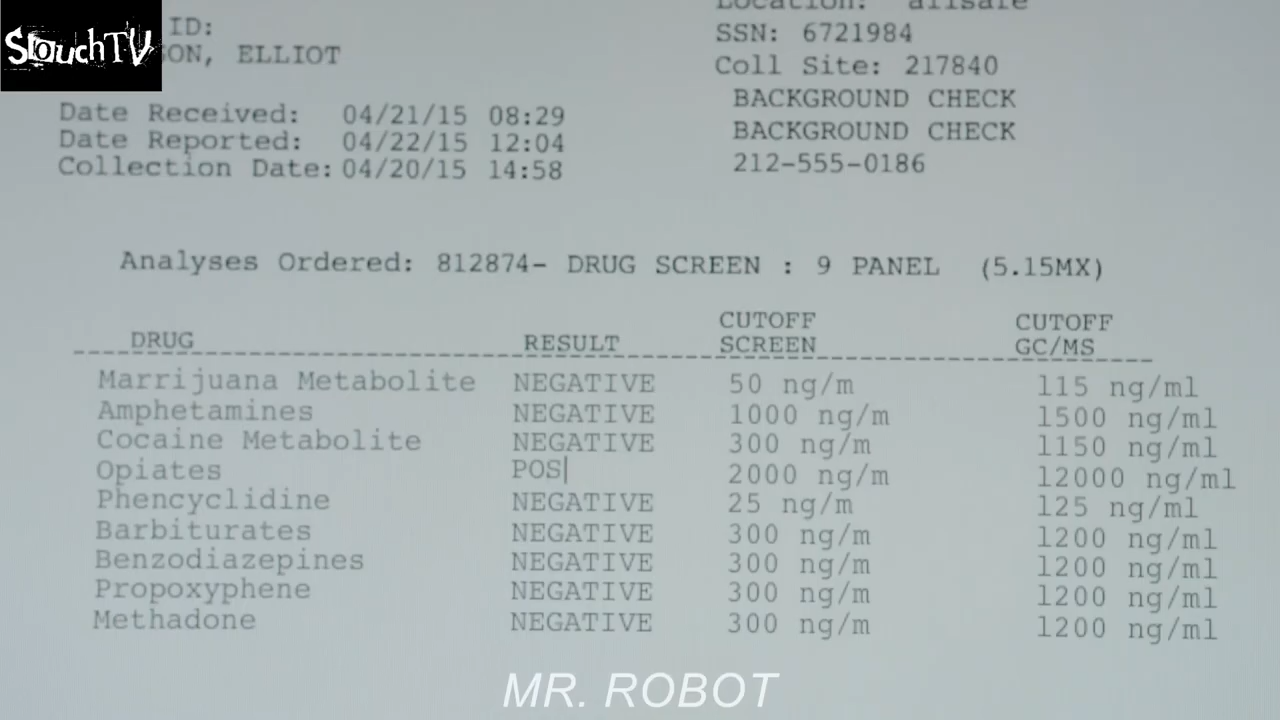 SLouchTV
ID:
ON, ELLIOT
Date Received: 04/21/15 08:29
Date Reported: 04/22/15 12:04
Collection Date: 04/20/15 14:58
Location: allsafe
SSN: 6721984
Coll Site: 217840
BACKGROUND CHECK
BACKGROUND CHECK
212-555-0186
Analyses Ordered: 812874- DRUG SCREEN : 9 PANEL (5.15MX)
DRUG RESULT CUTOFF SCREEN CUTOFF GC/MS
Marrijuana Metabolite NEGATIVE 50 ng/m 115 ng/ml
Amphetamines NEGATIVE 1000 ng/m 1500 ng/ml
Cocaine Metabolite NEGATIVE 300 ng/m 1150 ng/ml
Opiates POS 2000 ng/m 12000 ng/ml
Phencyclidine NEGATIVE 25 ng/m 125 ng/ml
Barbiturates NEGATIVE 300 ng/m 1200 ng/ml
Benzodiazepines NEGATIVE 300 ng/m 1200 ng/ml
Propoxyphene NEGATIVE 300 ng/m 1200 ng/ml
Methadone NEGATIVE 300 ng/m 1200 ng/ml
MR. ROBOT